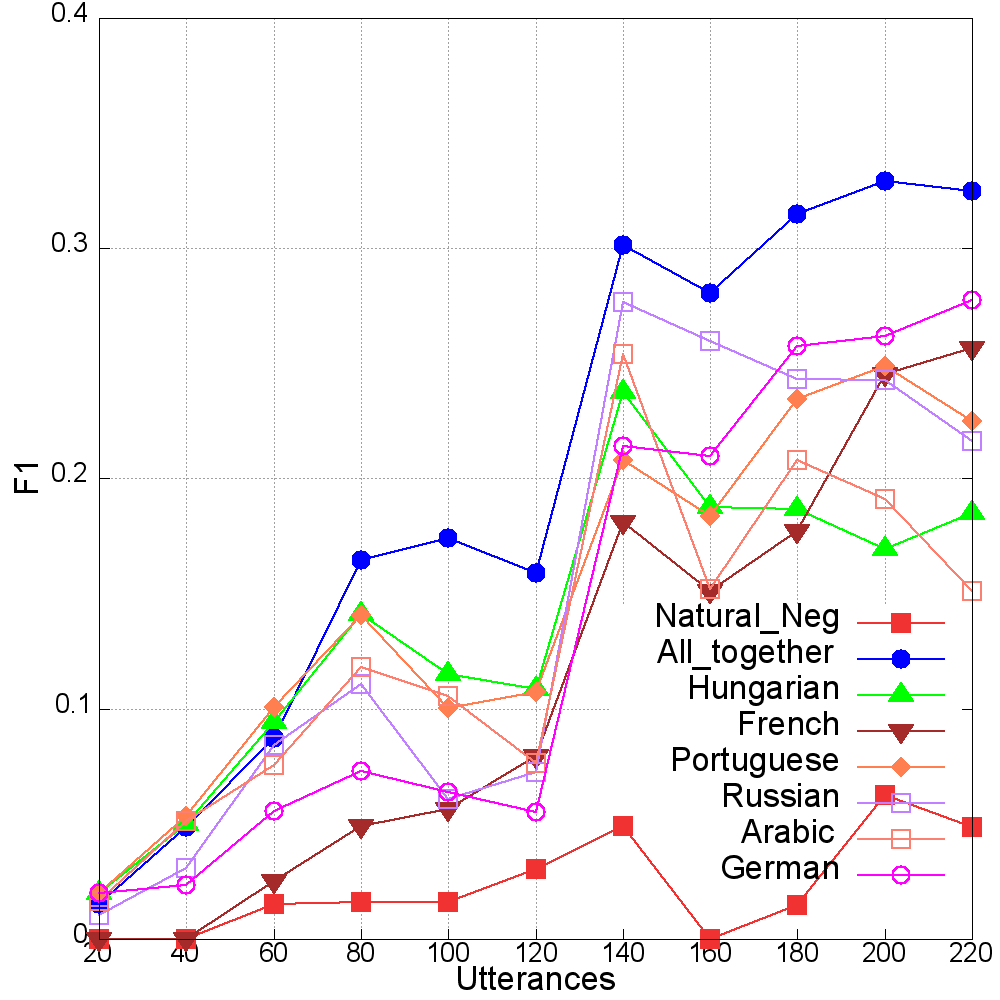 0.4
0.3
0.2
0.1
0
F1
Natural_Neg
All_together
Hungarian
French
Portuguese
Russian
Arabic
German
20 40 60 80 100 120 140 160 180 200 220
Utterances